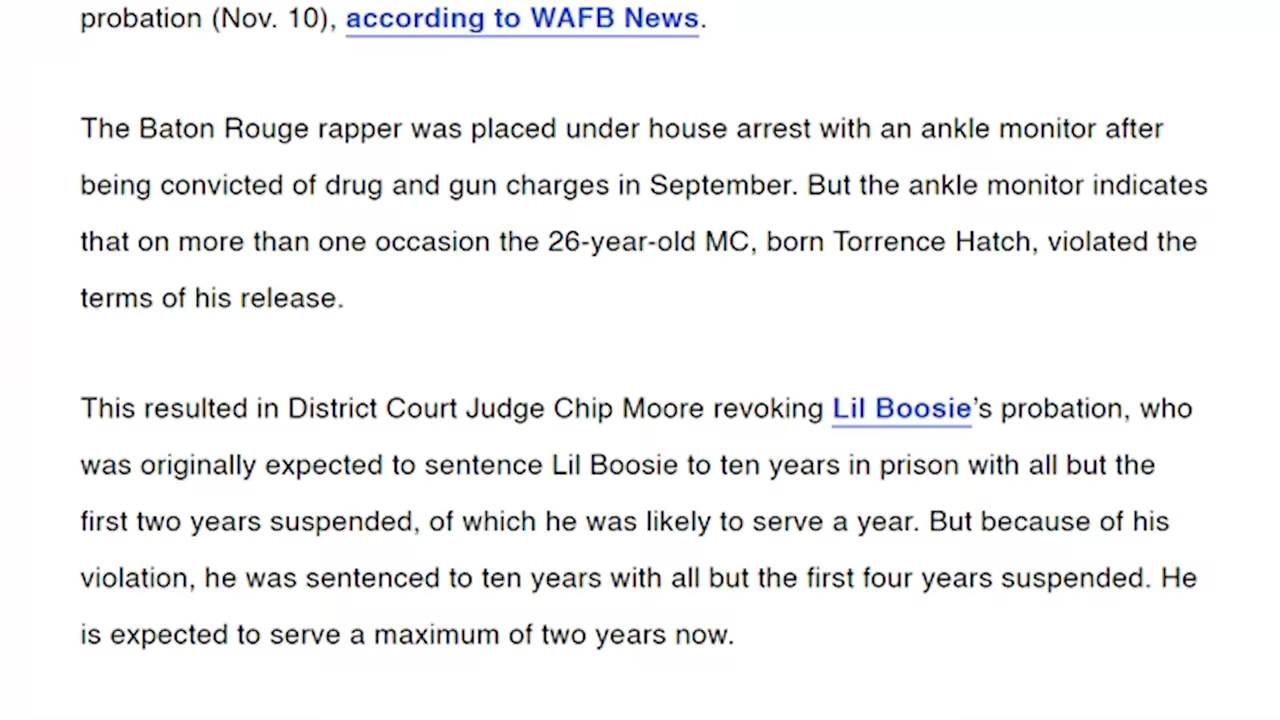 probation (Nov. 10), according to WAFB News.
The Baton Rouge rapper was placed under house arrest with an ankle monitor after
being convicted of drug and gun charges in September. But the ankle monitor indicates
that on more than one occasion the 26-year-old MC, born Torrence Hatch, violated the
terms of his release.
This resulted in District Court Judge Chip Moore revoking Lil Boosie’s probation, who
was originally expected to sentence Lil Boosie to ten years in prison with all but the
first two years suspended, of which he was likely to serve a year. But because of his
violation, he was sentenced to ten years with all but the first four years suspended. He
is expected to serve a maximum of two years now.